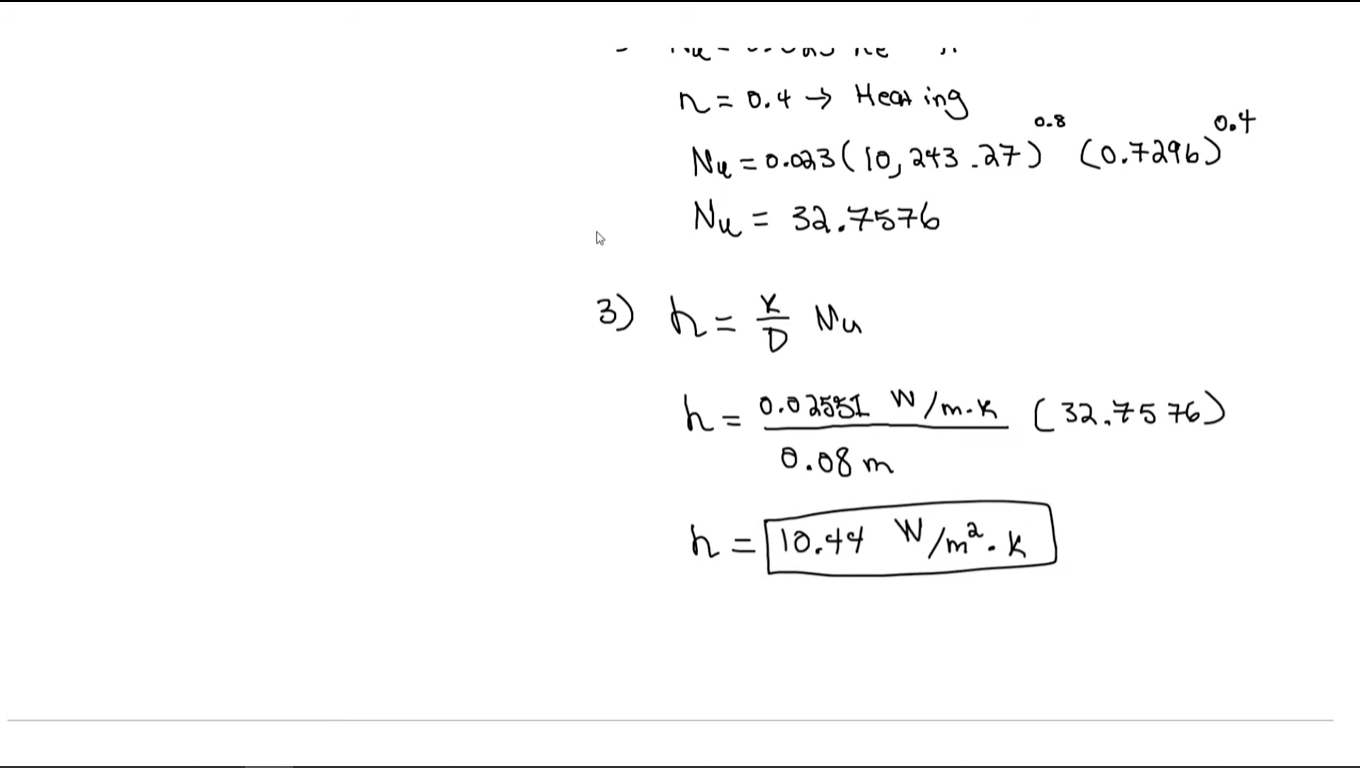 n = 0.4 → Heating
Nu = 0.023 (10,243.27)^0.8 (0.7296)^0.4
Nu = 32.7576
3) h = K/D Nu
h = 0.02551 W/m·K / 0.08 m (32.7576)
h = 10.44 W/m²·K